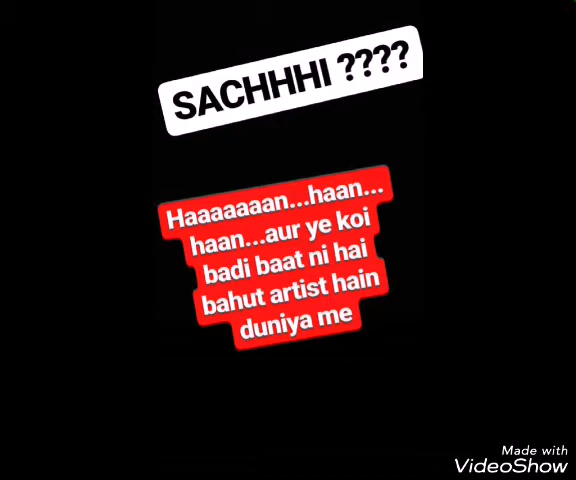 SACHHHI ????
Haaaaaaan...haan...
haan...aur ye koi
badi baat ni hai
bahut artist hain
duniya me
Made with
VideoShow